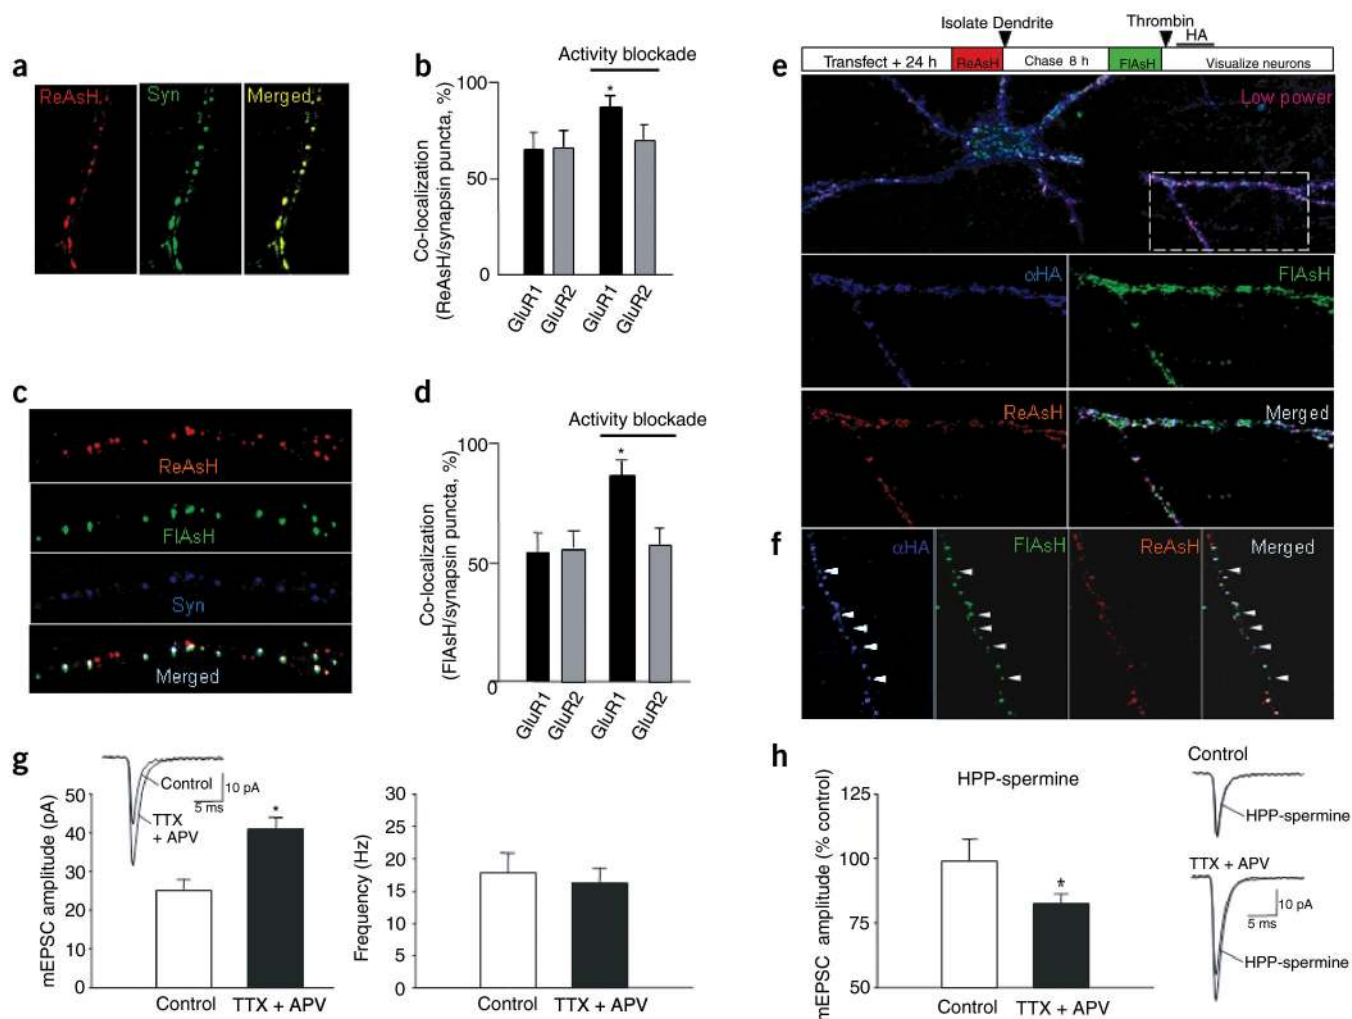 a
ReAsH
Syn
Merged
b
Activity blockade
Co-localization
(ReAsH/synapsin puncta, %)
100
50
0
*
GluR1
GluR2
GluR1
GluR2
c
ReAsH
FlAsH
Syn
Merged
d
Activity blockade
Co-localization
(FlAsH/synapsin puncta, %)
100
50
0
*
GluR1
GluR2
GluR1
GluR2
e
Isolate Dendrite
Thrombin
HA
Transfect + 24 h
ReAsH
Chase 8 h
FlAsH
Visualize neurons
Low power
αHA
FlAsH
ReAsH
Merged
f
αHA
FlAsH
ReAsH
Merged
g
mEPSC amplitude (pA)
50
40
30
20
10
0
Control
TTX
+ APV
10 pA
5 ms
*
Control
TTX + APV
Frequency (Hz)
30
25
20
15
10
5
0
Control
TTX + APV
h
HPP-spermine
mEPSC amplitude (% control)
125
100
75
50
*
Control
TTX + APV
Control
HPP-spermine
TTX + APV
10 pA
5 ms
HPP-spermine